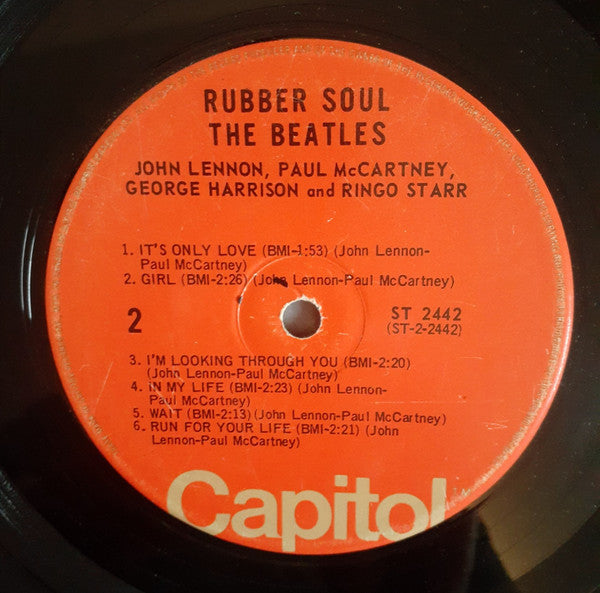 RUBBER SOUL
THE BEATLES
JOHN LENNON, PAUL McCARTNEY,
GEORGE HARRISON and RINGO STARR
1. IT'S ONLY LOVE (BMI-1:53) (John Lennon-
Paul McCartney)
2. GIRL (BMI-2:26) (John Lennon-Paul McCartney)
2
ST 2442
(ST-2-2442)
3. I'M LOOKING THROUGH YOU (BMI-2:20)
(John Lennon-Paul McCartney)
4. IN MY LIFE (BMI-2:23) (John Lennon-
Paul McCartney)
5. WAIT (BMI-2:13) (John Lennon-Paul McCartney)
6. RUN FOR YOUR LIFE (BMI-2:21) (John
Lennon-Paul McCartney)
Capitol